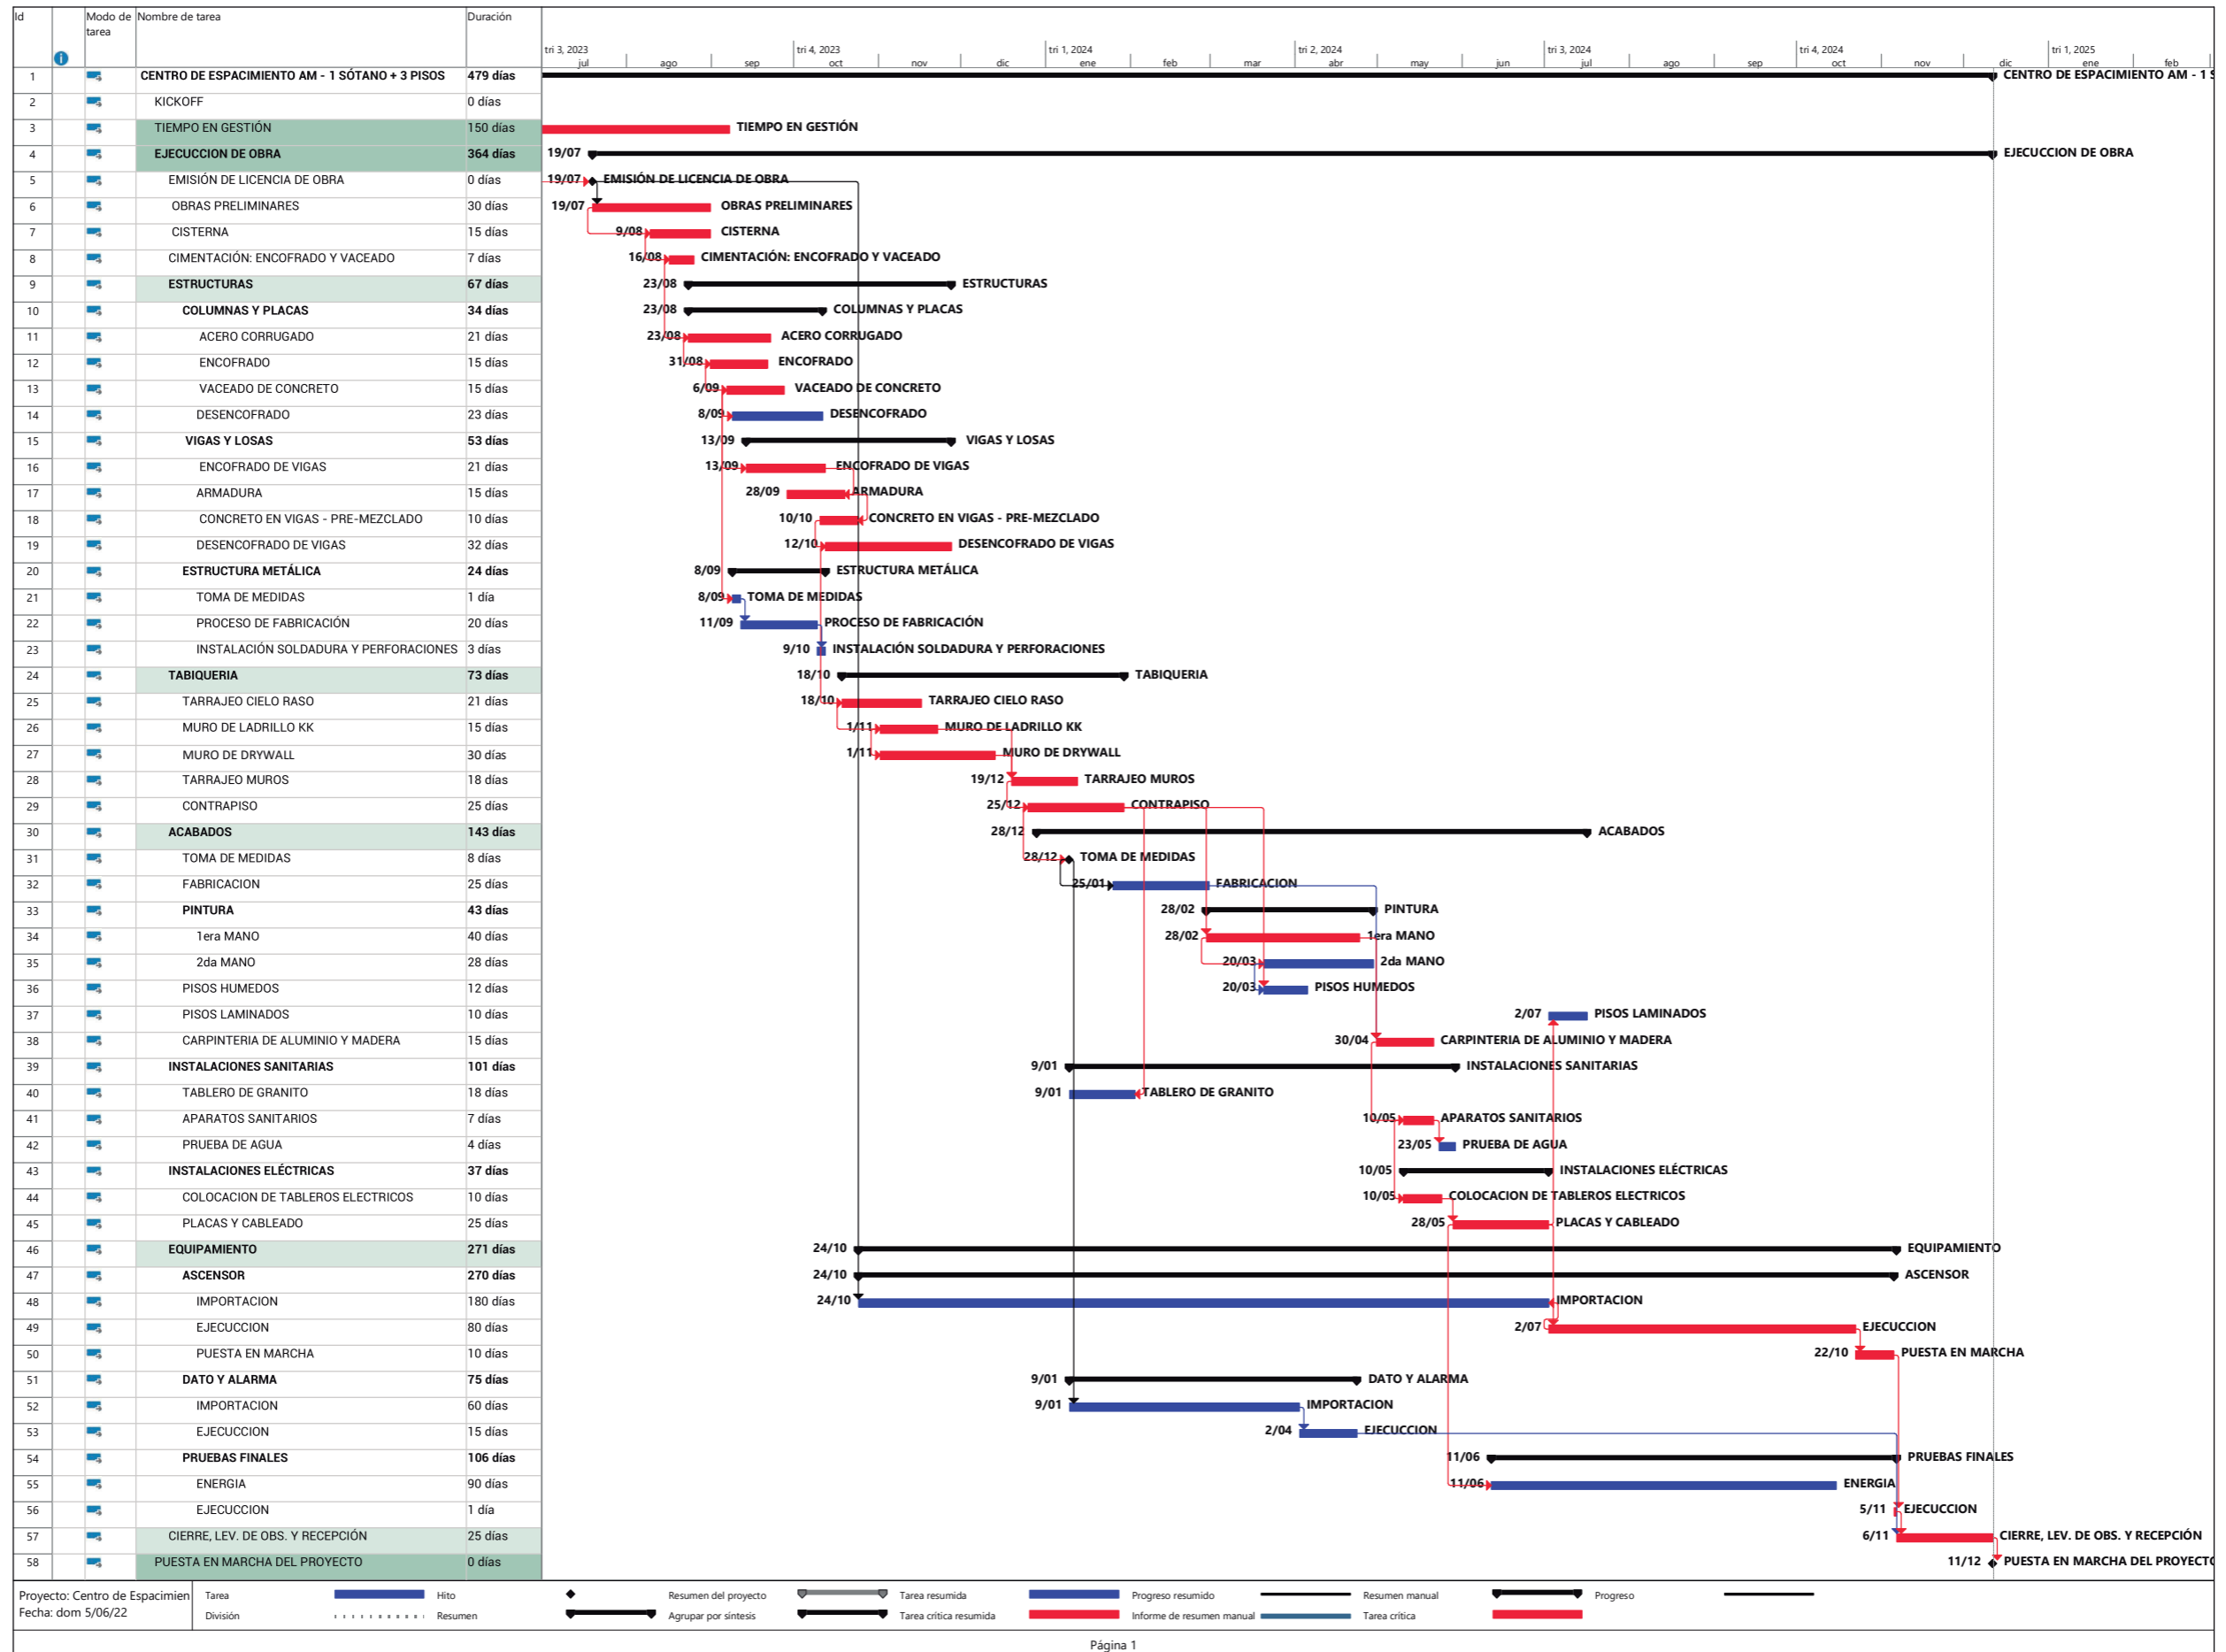 Id Modo de tarea Nombre de tarea Duración
tri 3, 2023 tri 4, 2023 tri 1, 2024 tri 2, 2024 tri 3, 2024 tri 4, 2024 tri 1, 2025
jul ago sep oct nov dic ene feb mar abr may jun jul ago sep oct nov dic ene feb
1 CENTRO DE ESPACIMIENTO AM - 1 SÓTANO + 3 PISOS 479 días CENTRO DE ESPACIMIENTO AM - 1 S
2 KICKOFF 0 días
3 TIEMPO EN GESTIÓN 150 días TIEMPO EN GESTIÓN
4 EJECUCCION DE OBRA 364 días 19/07 EJECUCCION DE OBRA
5 EMISIÓN DE LICENCIA DE OBRA 0 días 19/07 EMISIÓN DE LICENCIA DE OBRA
6 OBRAS PRELIMINARES 30 días 19/07 OBRAS PRELIMINARES
7 CISTERNA 15 días 9/08 CISTERNA
8 CIMENTACIÓN: ENCOFRADO Y VACEADO 7 días 16/08 CIMENTACIÓN: ENCOFRADO Y VACEADO
9 ESTRUCTURAS 67 días 23/08 ESTRUCTURAS
10 COLUMNAS Y PLACAS 34 días 23/08 COLUMNAS Y PLACAS
11 ACERO CORRUGADO 21 días 23/08 ACERO CORRUGADO
12 ENCOFRADO 15 días 31/08 ENCOFRADO
13 VACEADO DE CONCRETO 15 días 6/09 VACEADO DE CONCRETO
14 DESENCOFRADO 23 días 8/09 DESENCOFRADO
15 VIGAS Y LOSAS 53 días 13/09 VIGAS Y LOSAS
16 ENCOFRADO DE VIGAS 21 días 13/09 ENCOFRADO DE VIGAS
17 ARMADURA 15 días 28/09 ARMADURA
18 CONCRETO EN VIGAS - PRE-MEZCLADO 10 días 10/10 CONCRETO EN VIGAS - PRE-MEZCLADO
19 DESENCOFRADO DE VIGAS 32 días 12/10 DESENCOFRADO DE VIGAS
20 ESTRUCTURA METÁLICA 24 días 8/09 ESTRUCTURA METÁLICA
21 TOMA DE MEDIDAS 1 día 8/09 TOMA DE MEDIDAS
22 PROCESO DE FABRICACIÓN 20 días 11/09 PROCESO DE FABRICACIÓN
23 INSTALACIÓN SOLDADURA Y PERFORACIONES 3 días 9/10 INSTALACIÓN SOLDADURA Y PERFORACIONES
24 TABIQUERIA 73 días 18/10 TABIQUERIA
25 TARRAJEO CIELO RASO 21 días 18/10 TARRAJEO CIELO RASO
26 MURO DE LADRILLO KK 15 días 1/11 MURO DE LADRILLO KK
27 MURO DE DRYWALL 30 días 1/11 MURO DE DRYWALL
28 TARRAJEO MUROS 18 días 19/12 TARRAJEO MUROS
29 CONTRAPISO 25 días 25/12 CONTRAPISO
30 ACABADOS 143 días 28/12 ACABADOS
31 TOMA DE MEDIDAS 8 días 28/12 TOMA DE MEDIDAS
32 FABRICACION 25 días 25/01 FABRICACION
33 PINTURA 43 días 28/02 PINTURA
34 1era MANO 40 días 28/02 1era MANO
35 2da MANO 28 días 20/03 2da MANO
36 PISOS HUMEDOS 12 días 20/03 PISOS HUMEDOS
37 PISOS LAMINADOS 10 días 2/07 PISOS LAMINADOS
38 CARPINTERIA DE ALUMINIO Y MADERA 15 días 30/04 CARPINTERIA DE ALUMINIO Y MADERA
39 INSTALACIONES SANITARIAS 101 días 9/01 INSTALACIONES SANITARIAS
40 TABLERO DE GRANITO 18 días 9/01 TABLERO DE GRANITO
41 APARATOS SANITARIOS 7 días 10/05 APARATOS SANITARIOS
42 PRUEBA DE AGUA 4 días 23/05 PRUEBA DE AGUA
43 INSTALACIONES ELÉCTRICAS 37 días 10/05 INSTALACIONES ELÉCTRICAS
44 COLOCACION DE TABLEROS ELECTRICOS 10 días 10/05 COLOCACION DE TABLEROS ELECTRICOS
45 PLACAS Y CABLEADO 25 días 28/05 PLACAS Y CABLEADO
46 EQUIPAMIENTO 271 días 24/10 EQUIPAMIENTO
47 ASCENSOR 270 días 24/10 ASCENSOR
48 IMPORTACION 180 días 24/10 IMPORTACION
49 EJECUCCION 80 días 2/07 EJECUCCION
50 PUESTA EN MARCHA 10 días 22/10 PUESTA EN MARCHA
51 DATO Y ALARMA 75 días 9/01 DATO Y ALARMA
52 IMPORTACION 60 días 9/01 IMPORTACION
53 EJECUCCION 15 días 2/04 EJECUCCION
54 PRUEBAS FINALES 106 días 11/06 PRUEBAS FINALES
55 ENERGIA 90 días 11/06 ENERGIA
56 EJECUCCION 1 día 5/11 EJECUCCION
57 CIERRE, LEV. DE OBS. Y RECEPCIÓN 25 días 6/11 CIERRE, LEV. DE OBS. Y RECEPCIÓN
58 PUESTA EN MARCHA DEL PROYECTO 0 días 11/12 PUESTA EN MARCHA DEL PROYECTO
Proyecto: Centro de Espacimien Tarea Hito Resumen del proyecto Tarea resumida Progreso resumido Resumen manual Progreso
Fecha: dom 5/06/22 División Resumen Agrupar por síntesis Tarea crítica resumida Informe de resumen manual Tarea crítica
Página 1